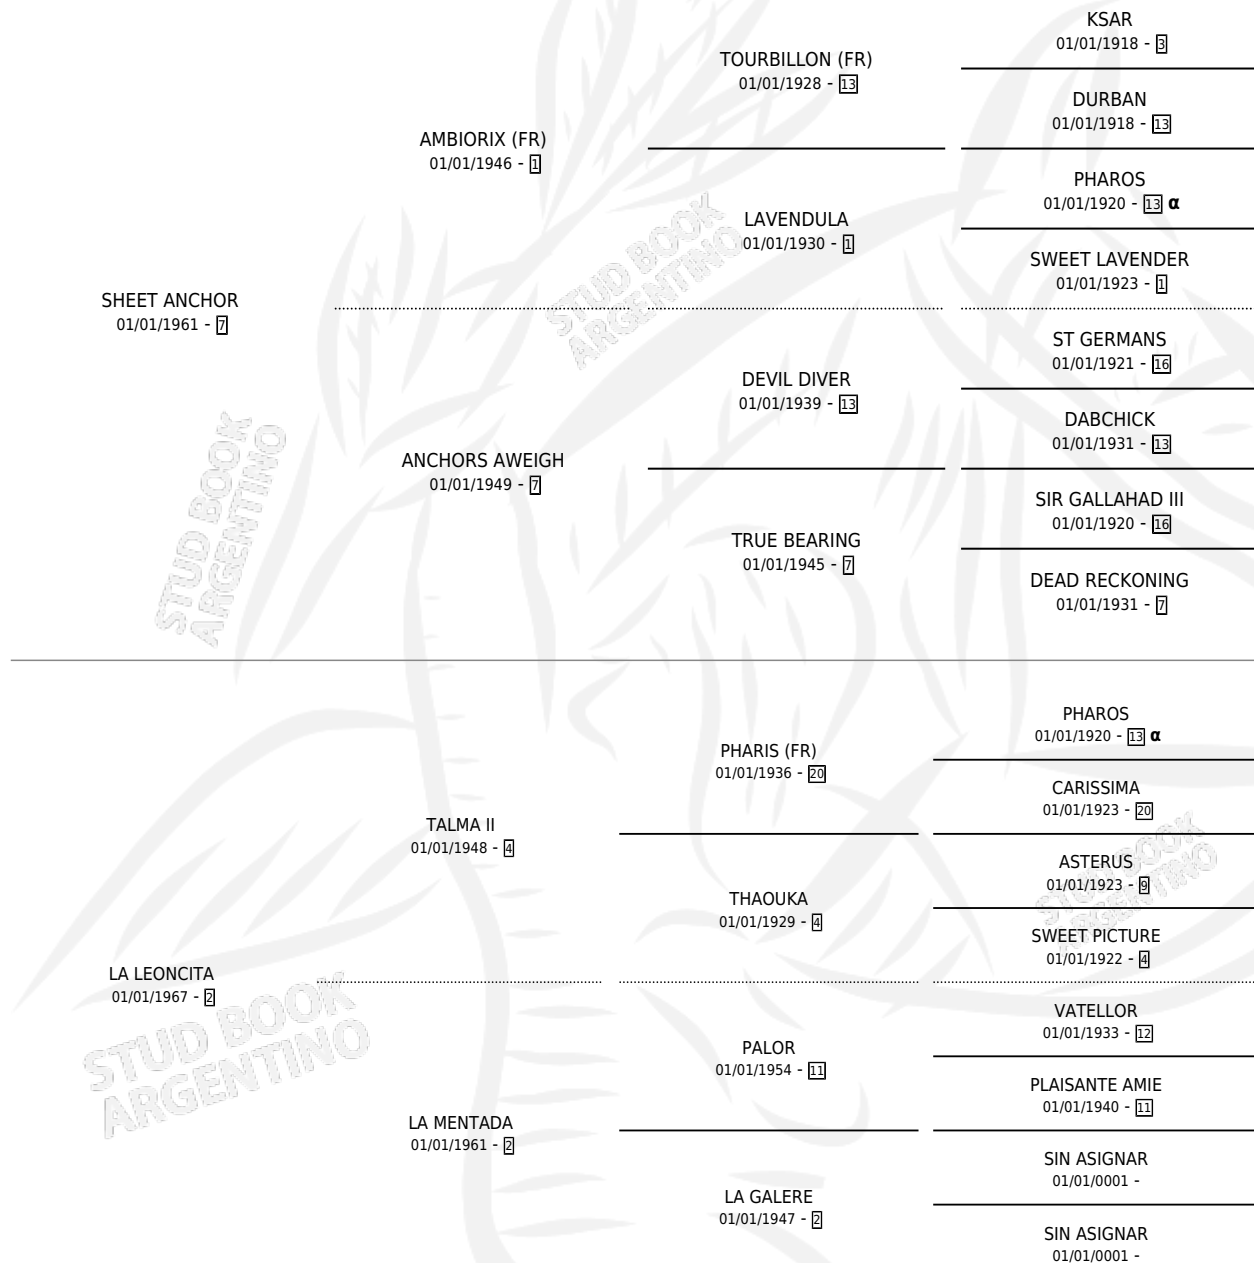 KSAR
01/01/1918 - 3
TOURBILLON (FR)
01/01/1928 - 13
DURBAN
01/01/1918 - 13
AMBIORIX (FR)
01/01/1946 - 1
PHAROS
01/01/1920 - 13 α
LAVENDULA
01/01/1930 - 1
SWEET LAVENDER
01/01/1923 - 1
SHEET ANCHOR
01/01/1961 - 7
STUD BOOK
ARGENTINO
ST GERMANS
01/01/1921 - 16
DEVIL DIVER
01/01/1939 - 13
DABCHICK
01/01/1931 - 13
ANCHORS AWEIGH
01/01/1949 - 7
STUD BOOK
ARGENTINO
SIR GALLAHAD III
01/01/1920 - 16
TRUE BEARING
01/01/1945 - 7
DEAD RECKONING
01/01/1931 - 7
PHAROS
01/01/1920 - 13 α
PHARIS (FR)
01/01/1936 - 20
CARISSIMA
01/01/1923 - 20
TALMA II
01/01/1948 - 4
ASTERUS
01/01/1923 - 9
STUD BOOK
ARGENTINO
THAOUKA
01/01/1929 - 4
SWEET PICTURE
01/01/1922 - 4
LA LEONCITA
01/01/1967 - 2
STUD BOOK
ARGENTINO
VATELLOR
01/01/1933 - 12
PALOR
01/01/1954 - 11
PLAISANTE AMIE
01/01/1940 - 11
LA MENTADA
01/01/1961 - 2
SIN ASIGNAR
01/01/0001 -
LA GALERE
01/01/1947 - 2
SIN ASIGNAR
01/01/0001 -